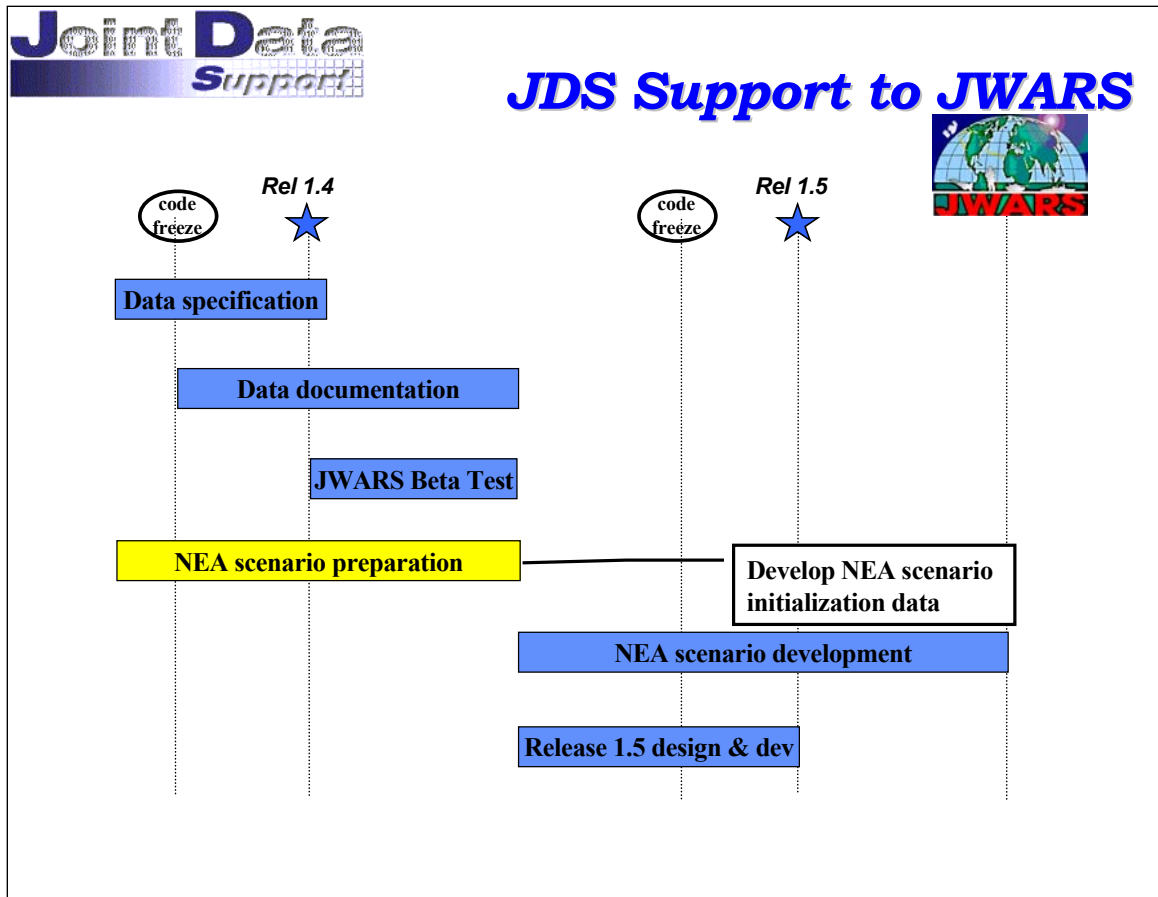 Joint Data
Support
JDS Support to JWARS
JWARS
Rel 1.4
Rel 1.5
code
freeze
code
freeze
Data specification
Data documentation
JWARS Beta Test
NEA scenario preparation
Develop NEA scenario
initialization data
NEA scenario development
Release 1.5 design & dev